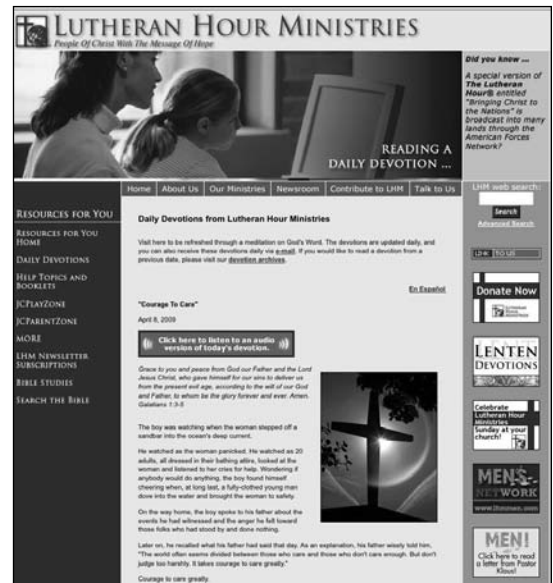 LUTHERAN HOUR MINISTRIES
People Of Christ With The Message Of Hope
Did you know ...
A special version of
The Lutheran
Hour® entitled
"Bringing Christ to
the Nations" is
broadcast into many
lands through the
American Forces
Network?
READING A
DAILY DEVOTION ...
Home
About Us
Our Ministries
Newsroom
Contribute to LHM
Talk to Us
RESOURCES FOR YOU
RESOURCES FOR YOU
HOME
DAILY DEVOTIONS
HELP TOPICS AND
BOOKLETS
JCPLAYZONE
JCPARENTZONE
MORE
LHM NEWSLETTER
SUBSCRIPTIONS
BIBLE STUDIES
SEARCH THE BIBLE
Daily Devotions from Lutheran Hour Ministries
Visit here to be refreshed through a meditation on God's Word. The devotions are updated daily, and
you can also receive these devotions daily via e-mail. If you would like to read a devotion from a
previous date, please visit our devotion archives.
En Español
"Courage To Care"
April 8, 2009
Click here to listen to an audio
version of today's devotion.
Grace to you and peace from God our Father and the Lord
Jesus Christ, who gave himself for our sins to deliver us
from the present evil age, according to the will of our God
and Father, to whom be the glory forever and ever. Amen.
Galatians 1:3-5
The boy was watching when the woman stepped off a
sandbar into the ocean's deep current.
He watched as the woman panicked. He watched as 20
adults, all dressed in their bathing attire, looked at the
woman and listened to her cries for help. Wondering if
anybody would do anything, the boy found himself
cheering when, at long last, a fully-clothed young man
dove into the water and brought the woman to safety.
On the way home, the boy spoke to his father about the
events he had witnessed and the anger he felt toward
those folks who had stood by and done nothing.
Later on, he recalled what his father had said that day. As an explanation, his father wisely told him,
"The world often seems divided between those who care and those who don't care enough. But don't
judge too harshly. It takes courage to care greatly."
Courage to care greatly.
LHM web search:
Search
Advanced Search
LINK TO US
Donate Now
LENTEN
DEVOTIONS
Celebrate
Lutheran Hour
Ministries
Sunday at your
church!
MEN'S
NETWORK
www.lhmmen.com
MEN!
Click here to read
a letter from Pastor
Klaus!